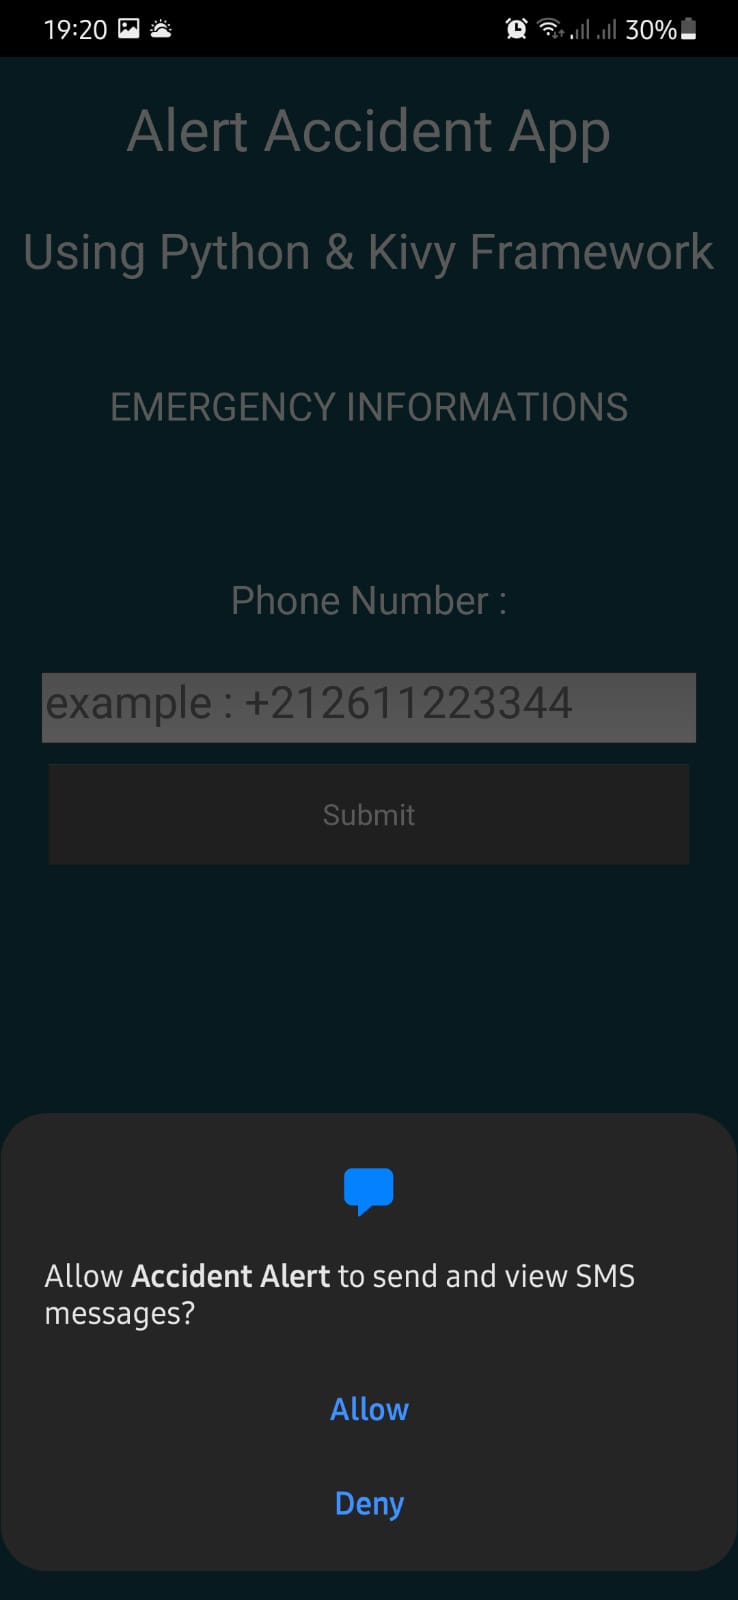 19:20
30%
Alert Accident App
Using Python & Kivy Framework
EMERGENCY INFORMATIONS
Phone Number :
example : +212611223344
Submit
Allow Accident Alert to send and view SMS
messages?
Allow
Deny